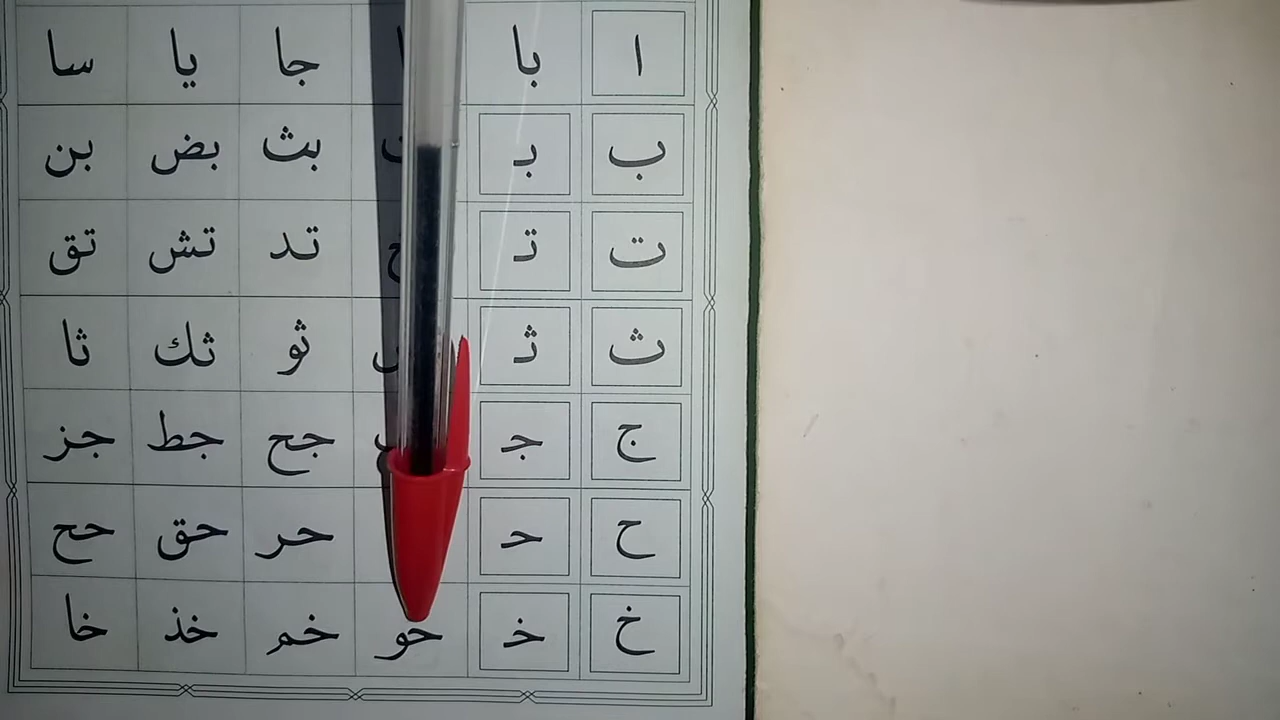 ا با جا يا سا
ب بـ بث بض بن
ت تـ تد تش تق
ث ثـ ثو ثك ثا
ج جـ جح جط جز
ح حـ حر حق حح
خ خـ خم خذ خا